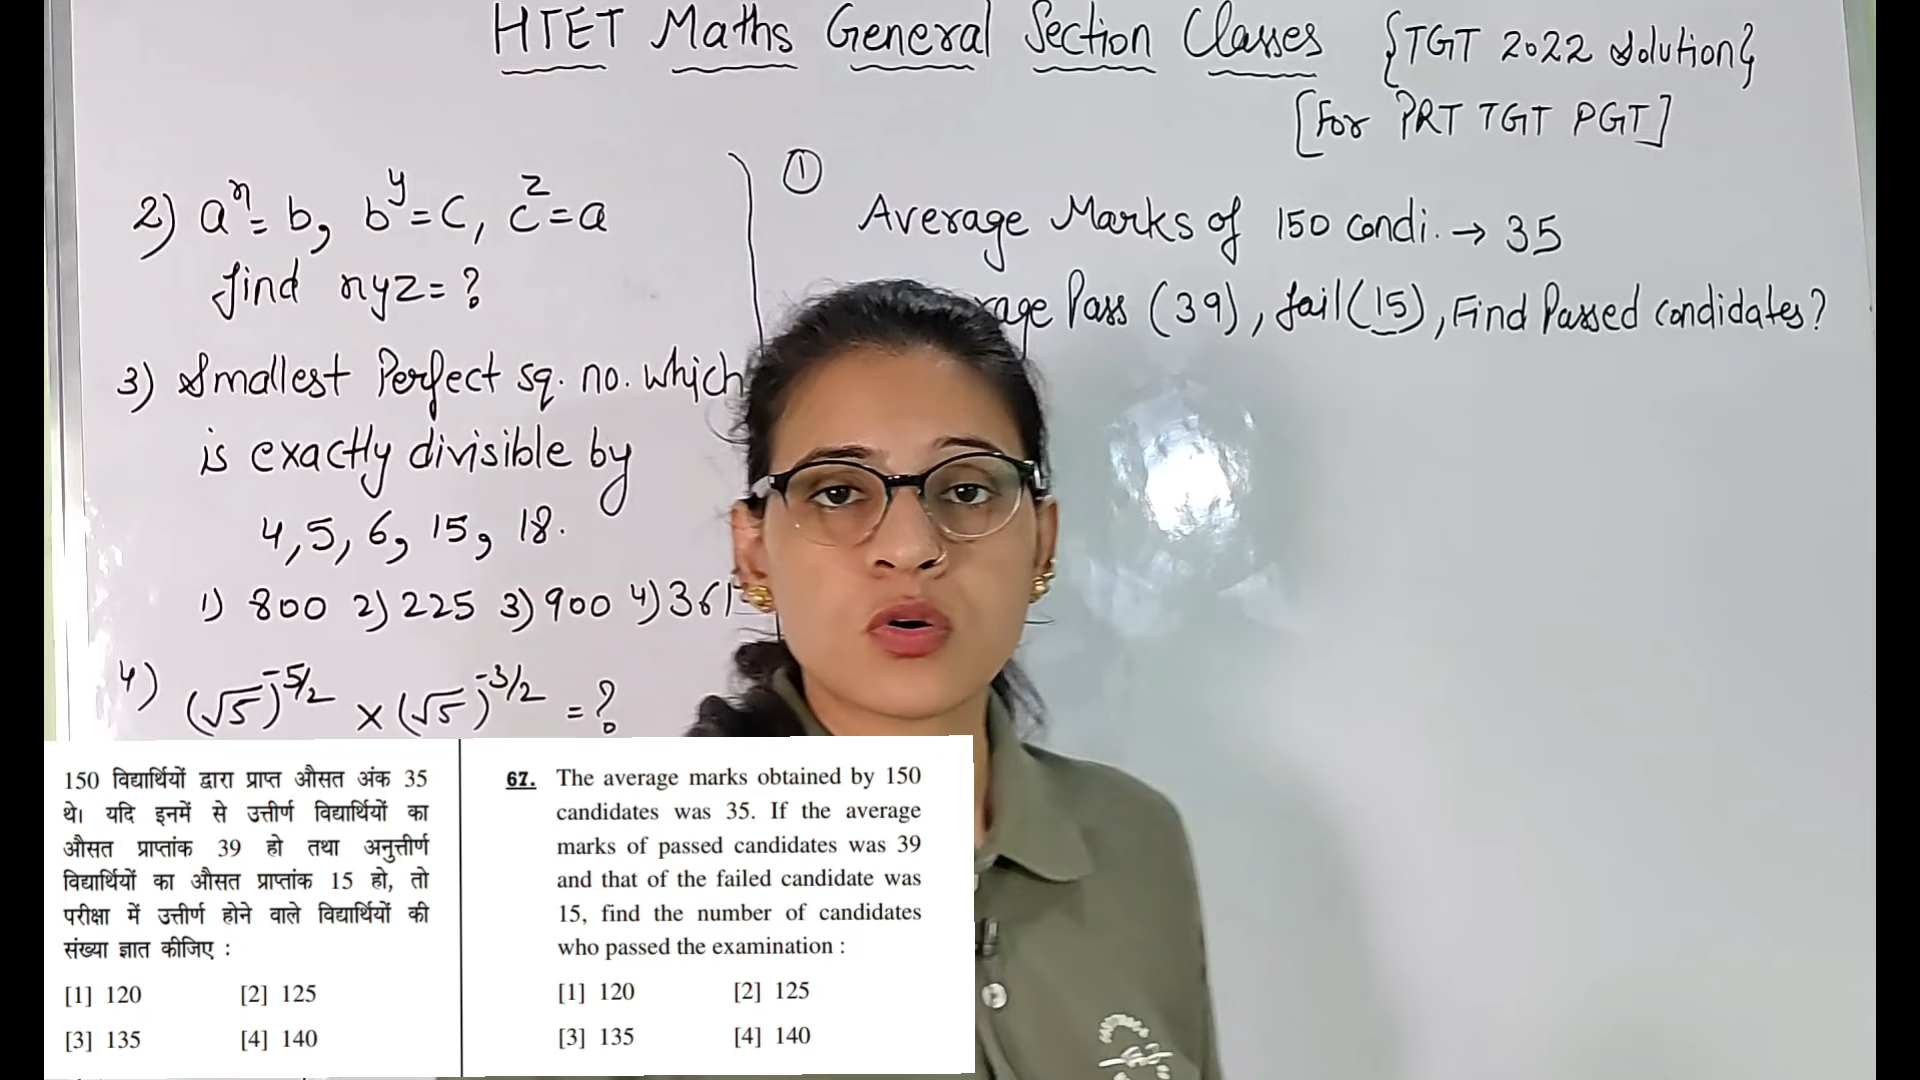 HTET Maths General Section Classes {TGT 2022 Solution}
[For PRT TGT PGT]
2) aˣ = b, bʸ = c, cᶻ = a
find xyz = ?
3) Smallest Perfect sq. no. which
is exactly divisible by
4, 5, 6, 15, 18.
1) 800 2) 225 3) 900 4) 361
4) (√5)^-5/2 × (√5)^-3/2 = ?
①
Average Marks of 150 condi. → 35
Pass (39), fail (15), Find Passed candidates?
150 विद्यार्थियों द्वारा प्राप्त औसत अंक 35
थे। यदि इनमें से उत्तीर्ण विद्यार्थियों का
औसत प्राप्तांक 39 हो तथा अनुत्तीर्ण
विद्यार्थियों का औसत प्राप्तांक 15 हो, तो
परीक्षा में उत्तीर्ण होने वाले विद्यार्थियों की
संख्या ज्ञात कीजिए :
[1] 120 [2] 125
[3] 135 [4] 140
67. The average marks obtained by 150
candidates was 35. If the average
marks of passed candidates was 39
and that of the failed candidate was
15, find the number of candidates
who passed the examination :
[1] 120 [2] 125
[3] 135 [4] 140